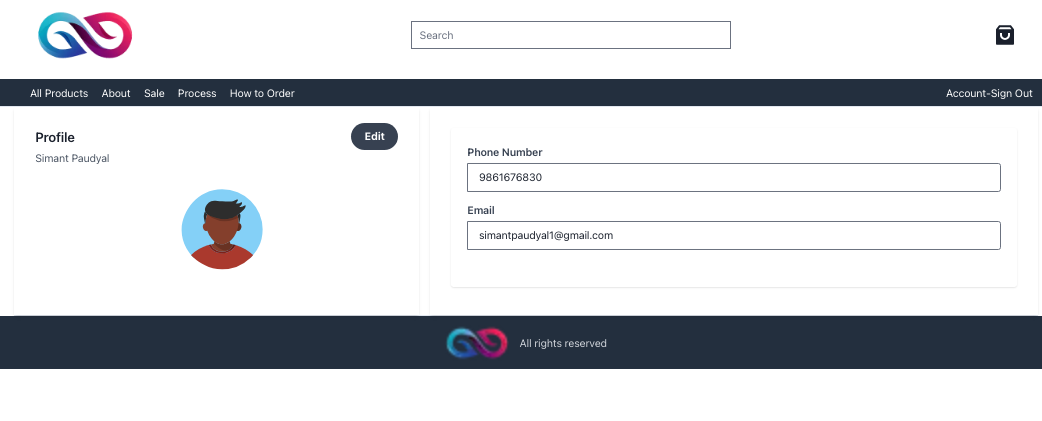 Search
All Products About Sale Process How to Order Account-Sign Out
Profile
Edit
Simant Paudyal
Phone Number
9861676830
Email
simantpaudyal1@gmail.com
All rights reserved